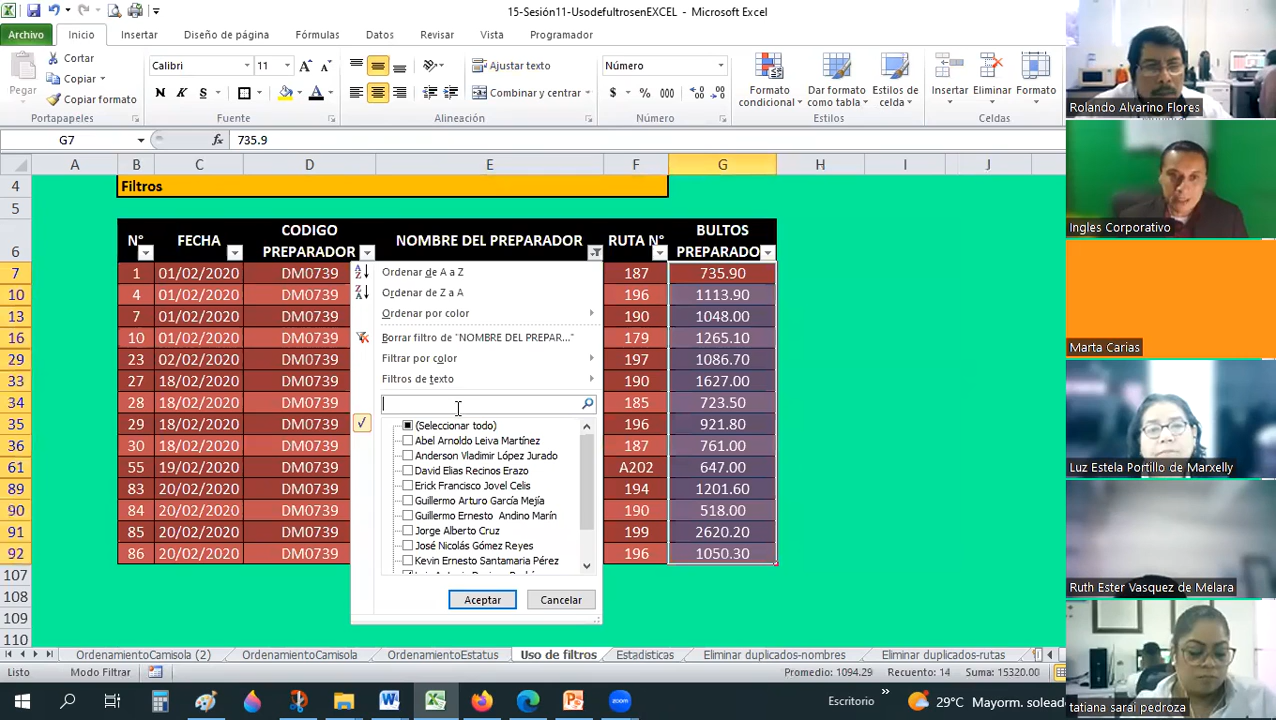 15-Sesión11-UsodefultrosenEXCEL - Microsoft Excel
Archivo Inicio Insertar Diseño de página Fórmulas Datos Revisar Vista Programador
Pegar
Cortar
Copiar
Copiar formato
Portapapeles
Calibri 11
N K S
Fuente
Ajustar texto
Combinar y centrar
Alineación
Número
$ % 000
Número
Formato condicional
Dar formato como tabla
Estilos de celda
Estilos
Insertar Eliminar Formato
Celdas
G7 fx 735.9
A B C D E F G H I J
4 Filtros
5
6 N° FECHA CODIGO PREPARADOR NOMBRE DEL PREPARADOR RUTA N° BULTOS PREPARADO
7 1 01/02/2020 DM0739 187 735.90
10 4 01/02/2020 DM0739 196 1113.90
13 7 01/02/2020 DM0739 190 1048.00
16 10 01/02/2020 DM0739 179 1265.10
29 23 02/02/2020 DM0739 197 1086.70
33 27 18/02/2020 DM0739 190 1627.00
34 28 18/02/2020 DM0739 185 723.50
35 29 18/02/2020 DM0739 196 921.80
36 30 18/02/2020 DM0739 187 761.00
61 55 19/02/2020 DM0739 A202 647.00
89 83 20/02/2020 DM0739 194 1201.60
90 84 20/02/2020 DM0739 190 518.00
91 85 20/02/2020 DM0739 199 2620.20
92 86 20/02/2020 DM0739 196 1050.30
107
108
109
110
Ordenar de A a Z
Ordenar de Z a A
Ordenar por color
Borrar filtro de "NOMBRE DEL PREPAR..."
Filtrar por color
Filtros de texto
(Seleccionar todo)
Abel Arnoldo Leiva Martínez
Anderson Vladimir López Jurado
David Elias Recinos Erazo
Erick Francisco Jovel Celis
Guillermo Arturo García Mejía
Guillermo Ernesto Andino Marín
Jorge Alberto Cruz
José Nicolás Gómez Reyes
Kevin Ernesto Santamaria Pérez
Aceptar Cancelar
OrdenamientoCamisola (2) OrdenamientoCamisola OrdenamientoEstatus Uso de filtros Estadisticas Eliminar duplicados-nombres Eliminar duplicados-rutas
Listo Modo Filtrar Promedio: 1094.29 Recuento: 14 Suma: 15320.00
zoom
Escritorio » 29°C Mayorm. soleado
Rolando Alvarino Flores
Ingles Corporativo
Marta Carias
Luz Estela Portillo de Marxelly
Ruth Ester Vasquez de Melara
tatiana sarai pedroza